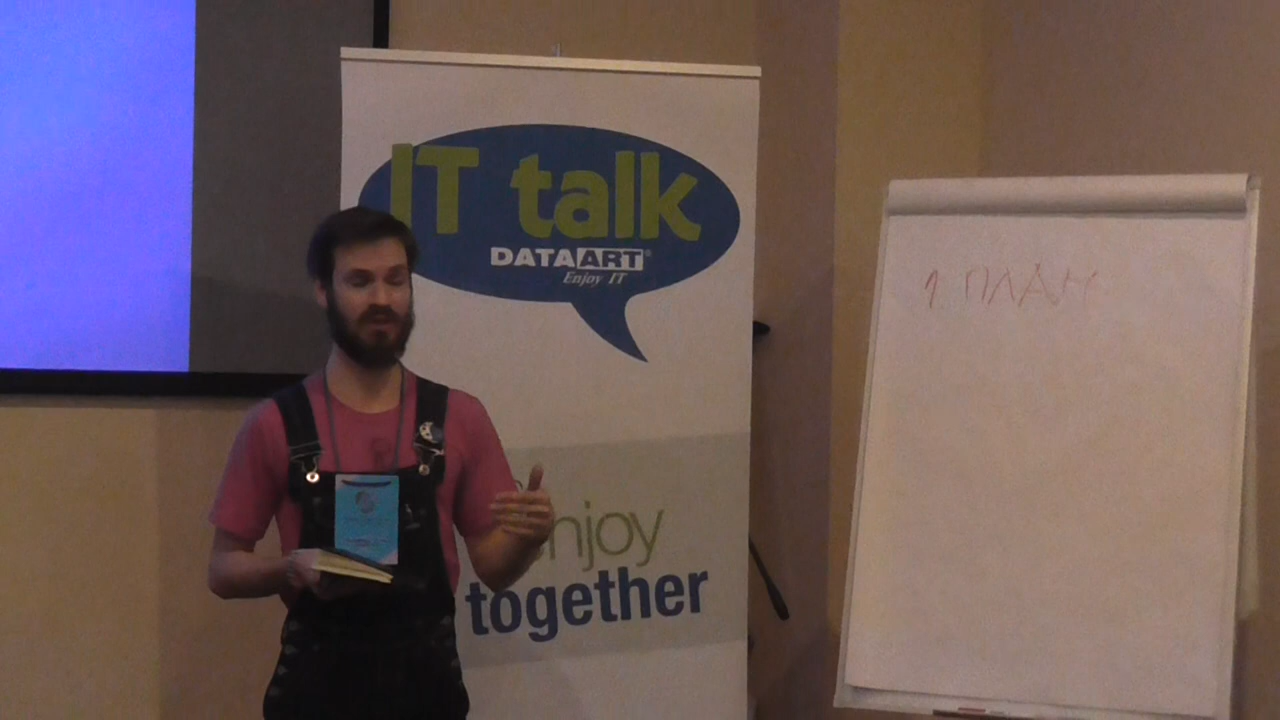 IT talk
DATAART®
Enjoy IT
1. ПЛАН
enjoy
together